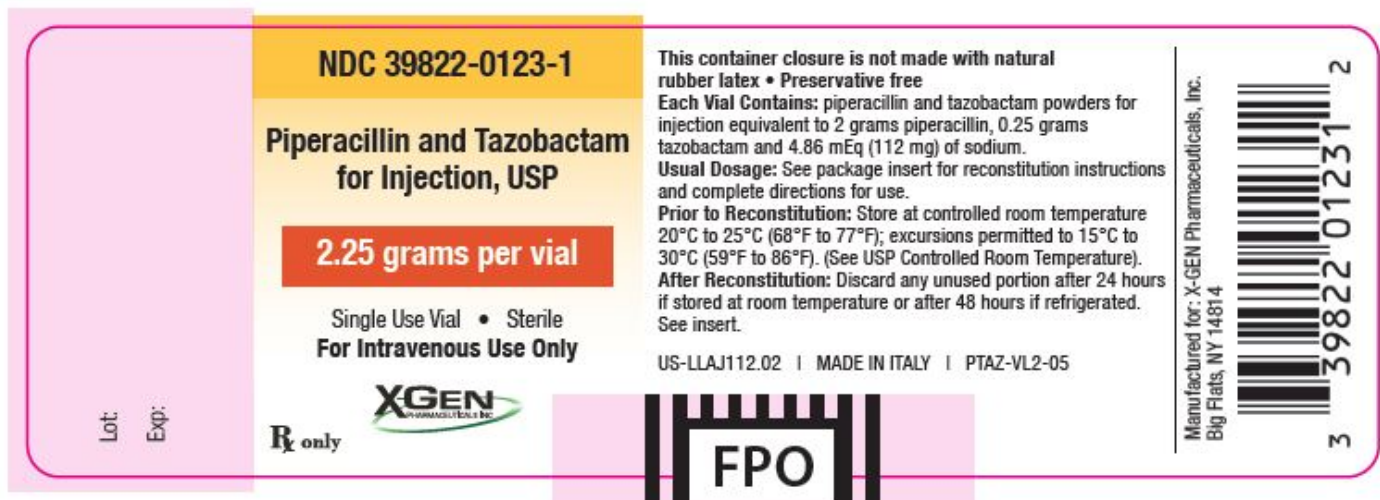 NDC 39822-0123-1
Piperacillin and Tazobactam
for Injection, USP
2.25 grams per vial
Single Use Vial • Sterile
For Intravenous Use Only
XGEN
PHARMACEUTICALS INC
Rx only
Lot:
Exp:
This container closure is not made with natural
rubber latex • Preservative free
Each Vial Contains: piperacillin and tazobactam powders for
injection equivalent to 2 grams piperacillin, 0.25 grams
tazobactam and 4.86 mEq (112 mg) of sodium.
Usual Dosage: See package insert for reconstitution instructions
and complete directions for use.
Prior to Reconstitution: Store at controlled room temperature
20°C to 25°C (68°F to 77°F); excursions permitted to 15°C to
30°C (59°F to 86°F). (See USP Controlled Room Temperature).
After Reconstitution: Discard any unused portion after 24 hours
if stored at room temperature or after 48 hours if refrigerated.
See insert.
US-LLAJ112.02 I MADE IN ITALY I PTAZ-VL2-05
FPO
Manufactured for: X-GEN Pharmaceuticals, Inc.
Big Flats, NY 14814
3 39822 01231 2